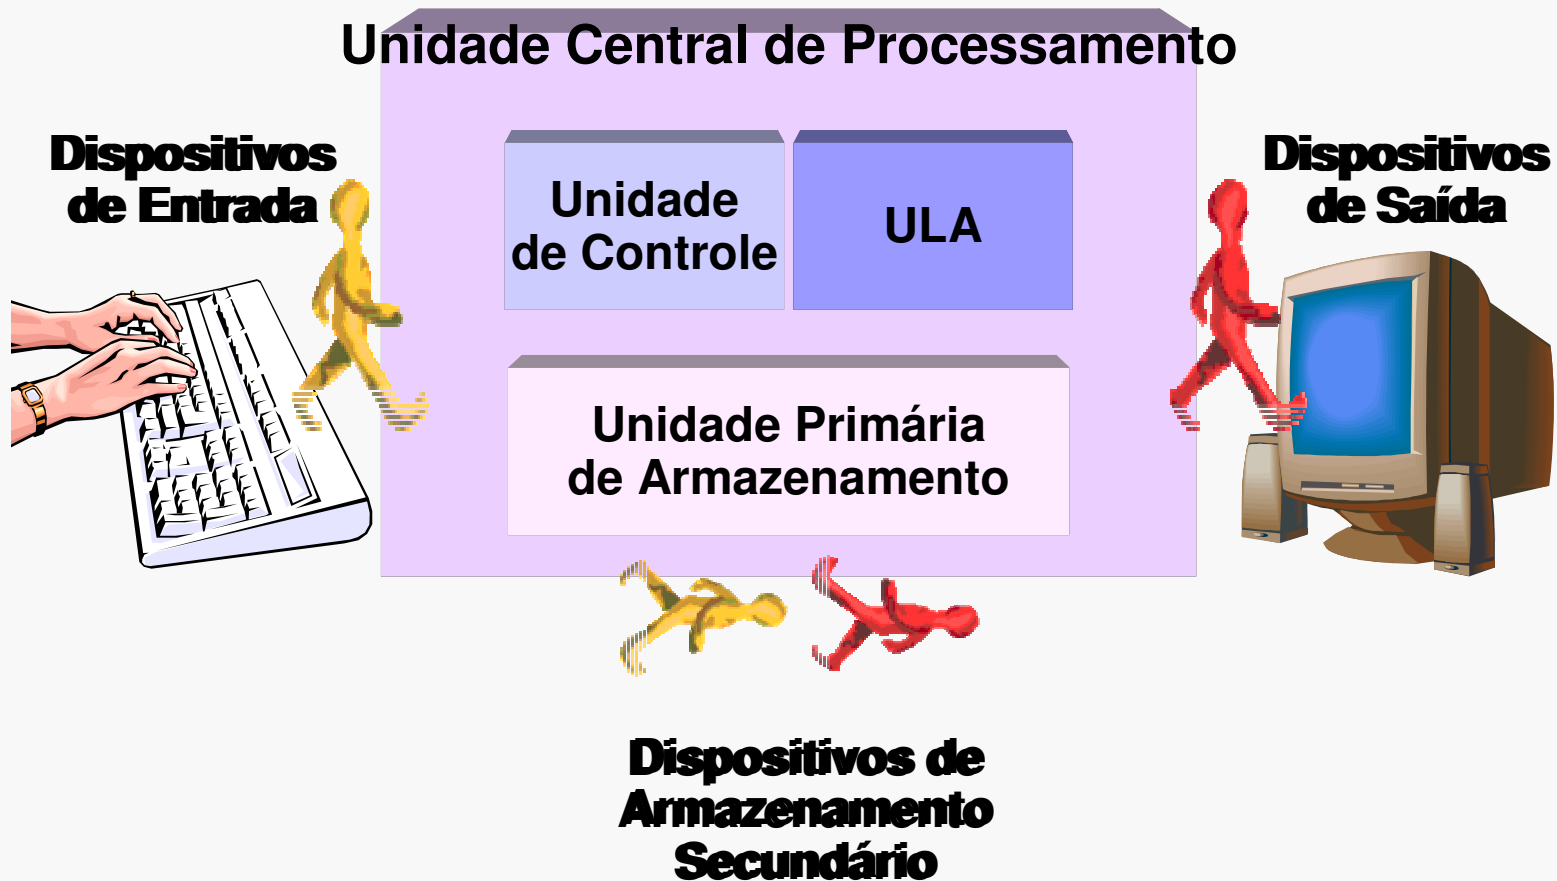 Unidade Central de Processamento
Dispositivos
de Entrada
Unidade
de Controle
ULA
Dispositivos
de Saída
Unidade Primária
de Armazenamento
Dispositivos de
Armazenamento
Secundário